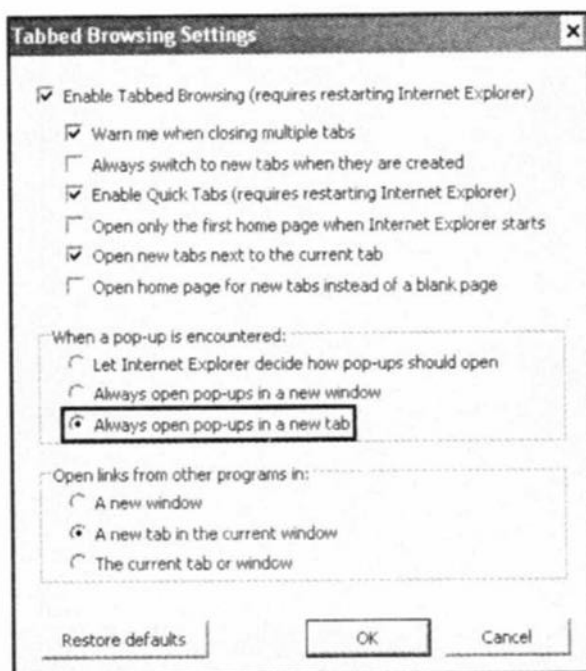 Tabbed Browsing Settings
Enable Tabbed Browsing (requires restarting Internet Explorer)
Warn me when closing multiple tabs
Always switch to new tabs when they are created
Enable Quick Tabs (requires restarting Internet Explorer)
Open only the first home page when Internet Explorer starts
Open new tabs next to the current tab
Open home page for new tabs instead of a blank page
When a pop-up is encountered:
Let Internet Explorer decide how pop-ups should open
Always open pop-ups in a new window
Always open pop-ups in a new tab
Open links from other programs in:
A new window
A new tab in the current window
The current tab or window
Restore defaults OK Cancel